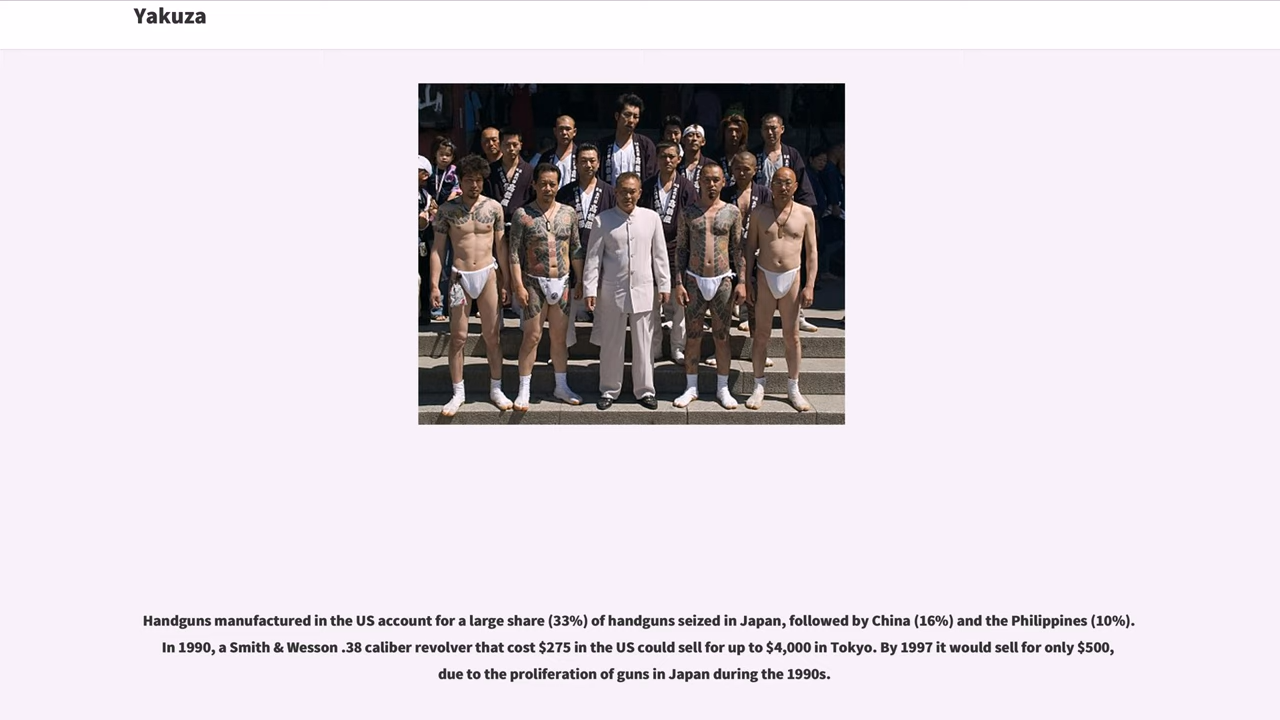 Yakuza
Handguns manufactured in the US account for a large share (33%) of handguns seized in Japan, followed by China (16%) and the Philippines (10%).
In 1990, a Smith & Wesson .38 caliber revolver that cost $275 in the US could sell for up to $4,000 in Tokyo. By 1997 it would sell for only $500,
due to the proliferation of guns in Japan during the 1990s.